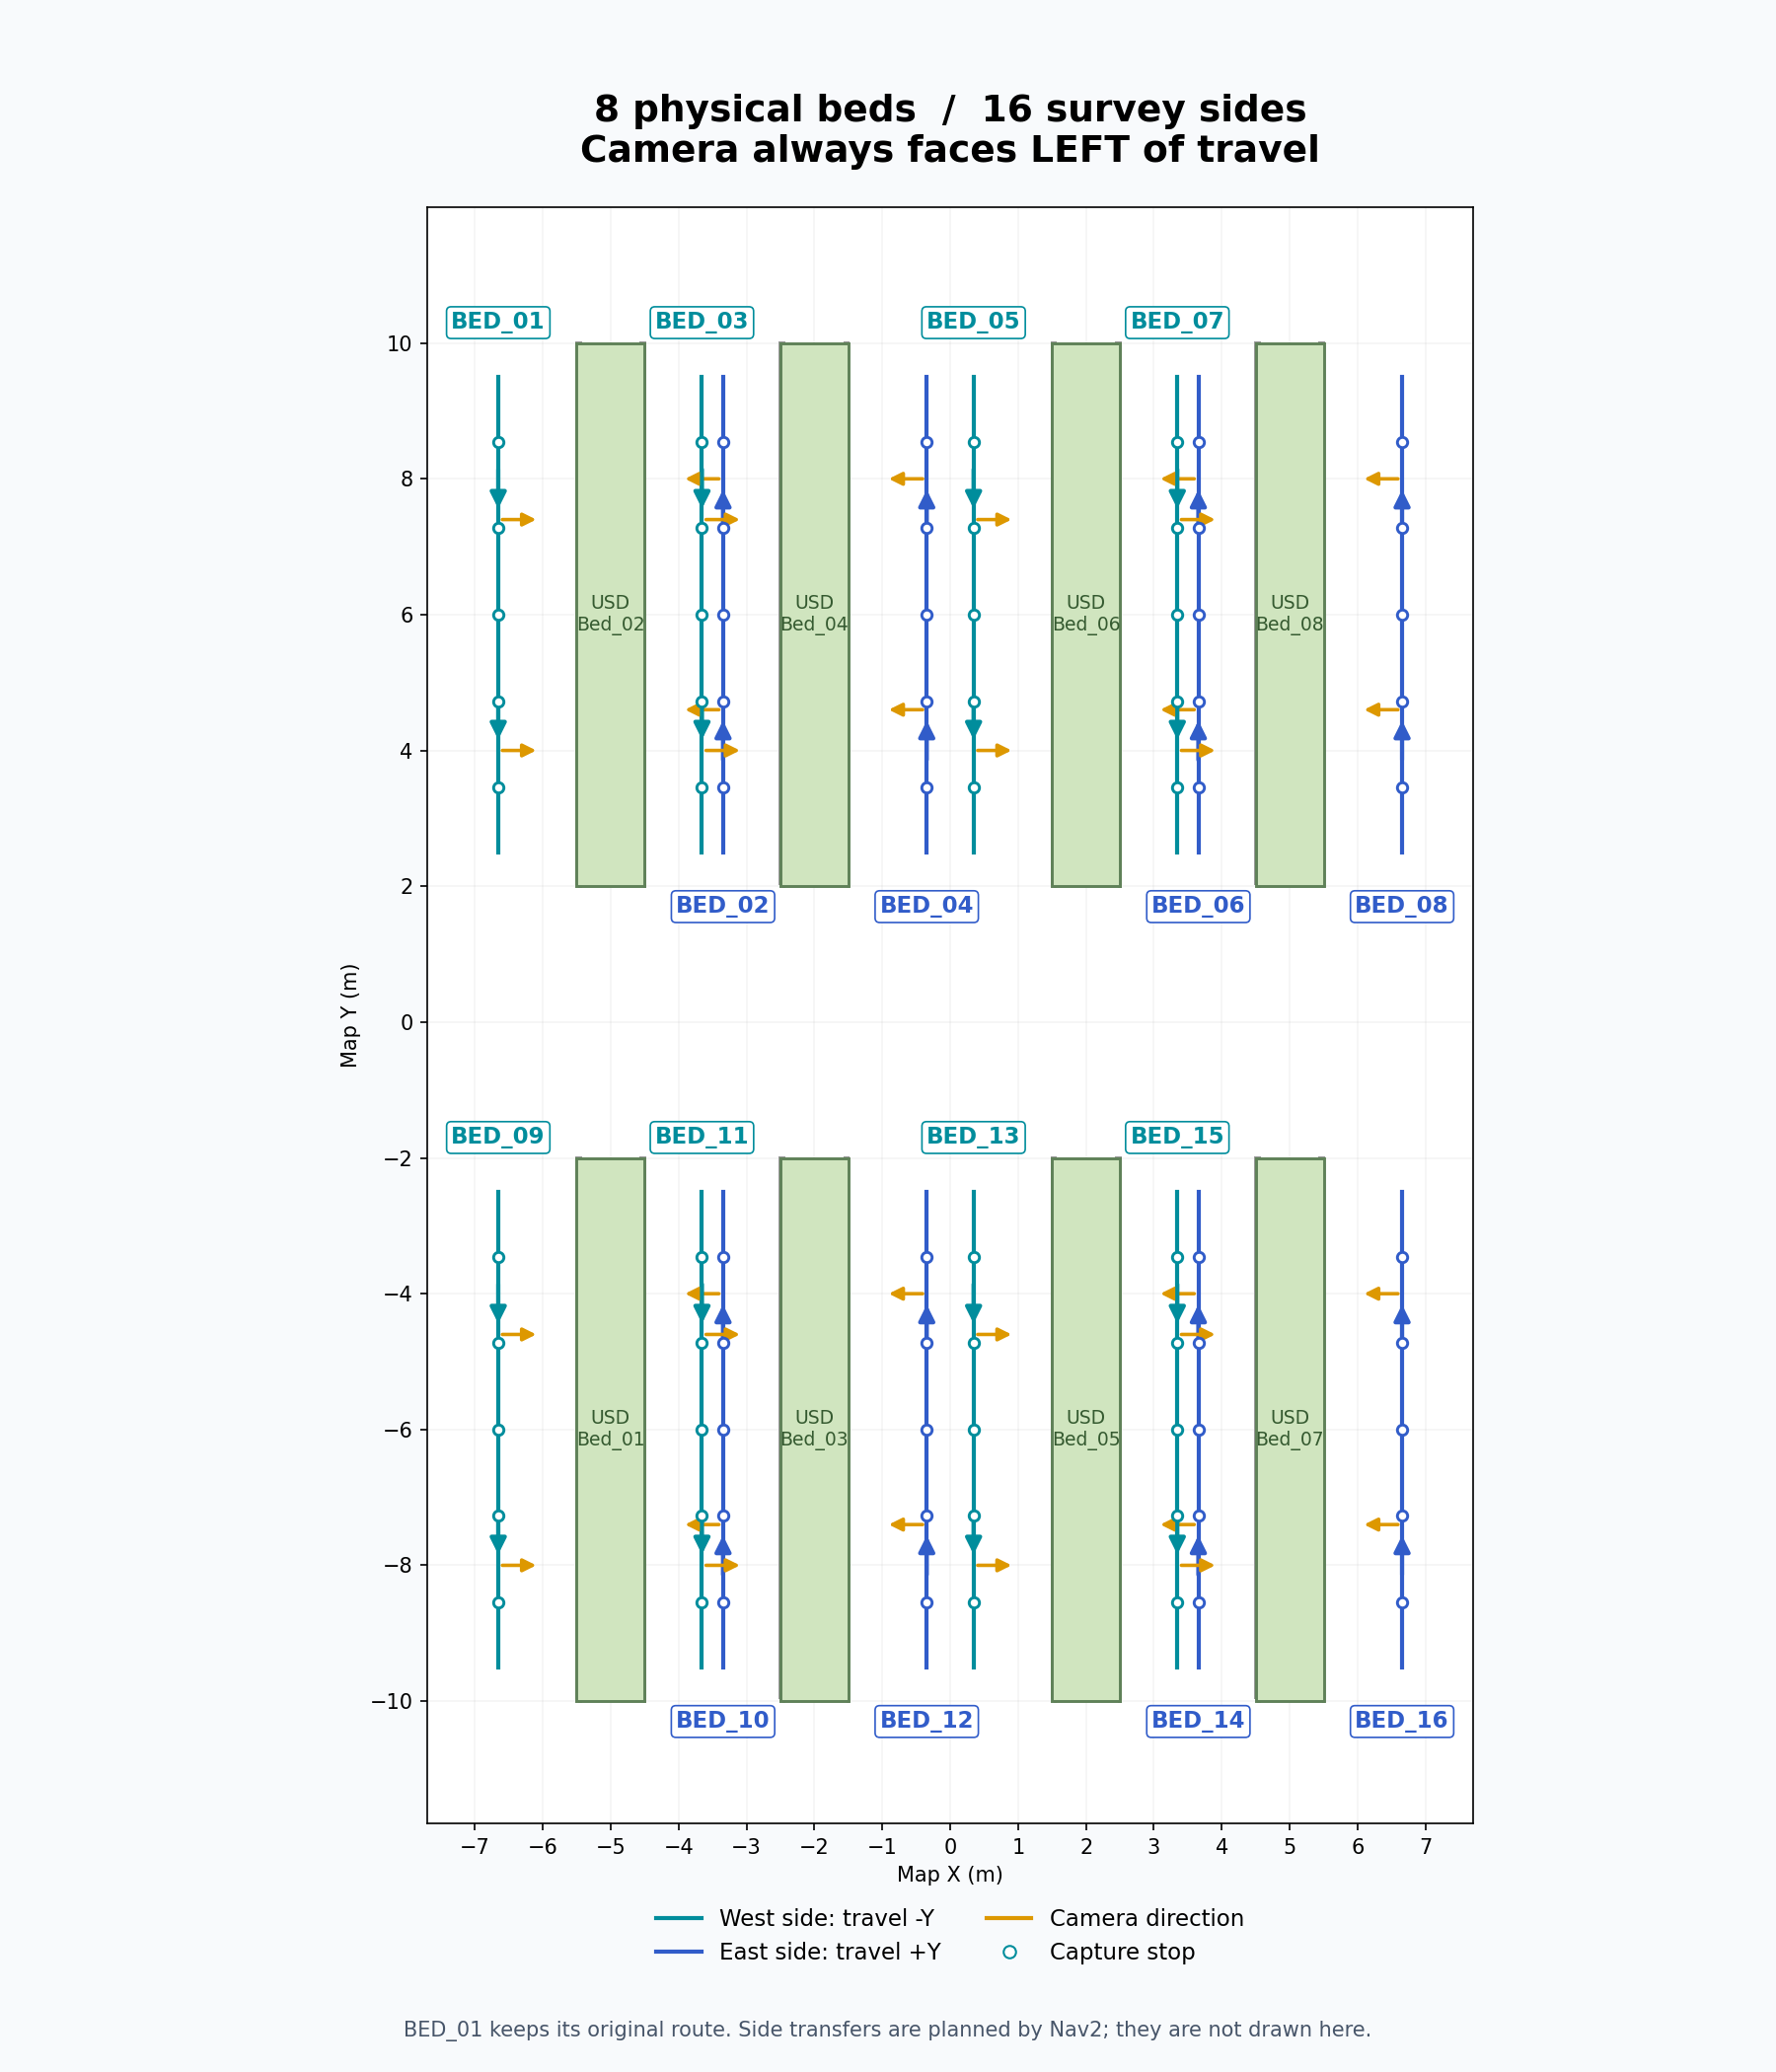 8 physical beds  /  16 survey sides
Camera always faces LEFT of travel
BED_01
BED_03
BED_05
BED_07
10
8
6
4
2
0
−2
−4
−6
−8
−10
Map Y (m)
USD
Bed_02
USD
Bed_04
USD
Bed_06
USD
Bed_08
BED_02
BED_04
BED_06
BED_08
BED_09
BED_11
BED_13
BED_15
USD
Bed_01
USD
Bed_03
USD
Bed_05
USD
Bed_07
BED_10
BED_12
BED_14
BED_16
−7 −6 −5 −4 −3 −2 −1 0 1 2 3 4 5 6 7
Map X (m)
West side: travel -Y
East side: travel +Y
Camera direction
Capture stop
BED_01 keeps its original route. Side transfers are planned by Nav2; they are not drawn here.